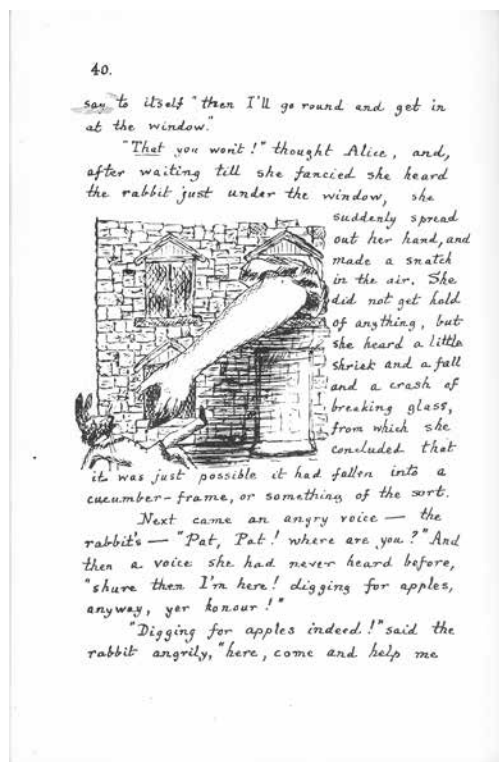 40.
say to itself "then I'll go round and get in
at the window."
"That you won't!" thought Alice, and,
after waiting till she fancied she heard
the rabbit just under the window, she
suddenly spread
out her hand, and
made a snatch
in the air. She
did not get hold
of anything, but
she heard a little
shriek and a fall
and a crash of
breaking glass,
from which she
concluded that
it was just possible it had fallen into a
cucumber-frame, or something of the sort.
Next came an angry voice — the
rabbit's — "Pat, Pat! where are you?" And
then a voice she had never heard before,
"shure then I'm here! digging for apples,
anyway, yer honour!"
"Digging for apples indeed!" said the
rabbit angrily, "here, come and help me